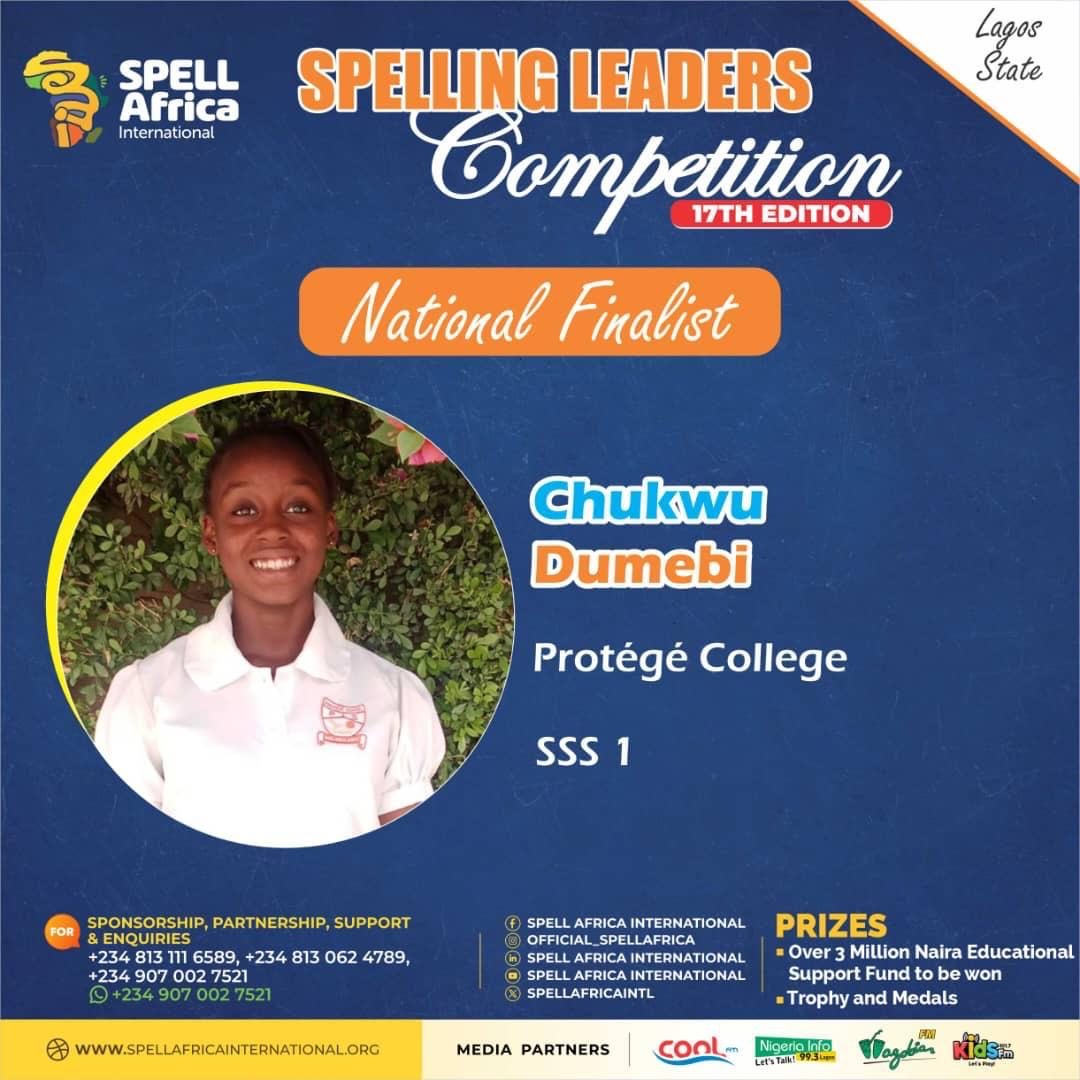 Lagos
State
SPELL
Africa
International
SPELLING LEADERS
Competition
17TH EDITION
National Finalist
Chukwu
Dumebi
Protégé College
SSS 1
FOR
SPONSORSHIP, PARTNERSHIP, SUPPORT
& ENQUIRIES
+234 813 111 6589, +234 813 062 4789,
+234 907 002 7521
+234 907 002 7521
SPELL AFRICA INTERNATIONAL
OFFICIAL_SPELLAFRICA
SPELL AFRICA INTERNATIONAL
SPELL AFRICA INTERNATIONAL
SPELLAFRICAINTL
PRIZES
Over 3 Million Naira Educational
Support Fund to be won
Trophy and Medals
WWW.SPELLAFRICAINTERNATIONAL.ORG
MEDIA PARTNERS
COOL FM
Nigeria Info
Let's Talk! 99.3 Lagos
Wazobia FM
KiDS Fm
Let's Play!